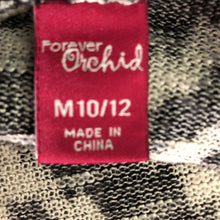 Forever
Orchid
M10/12
MADE IN
CHINA